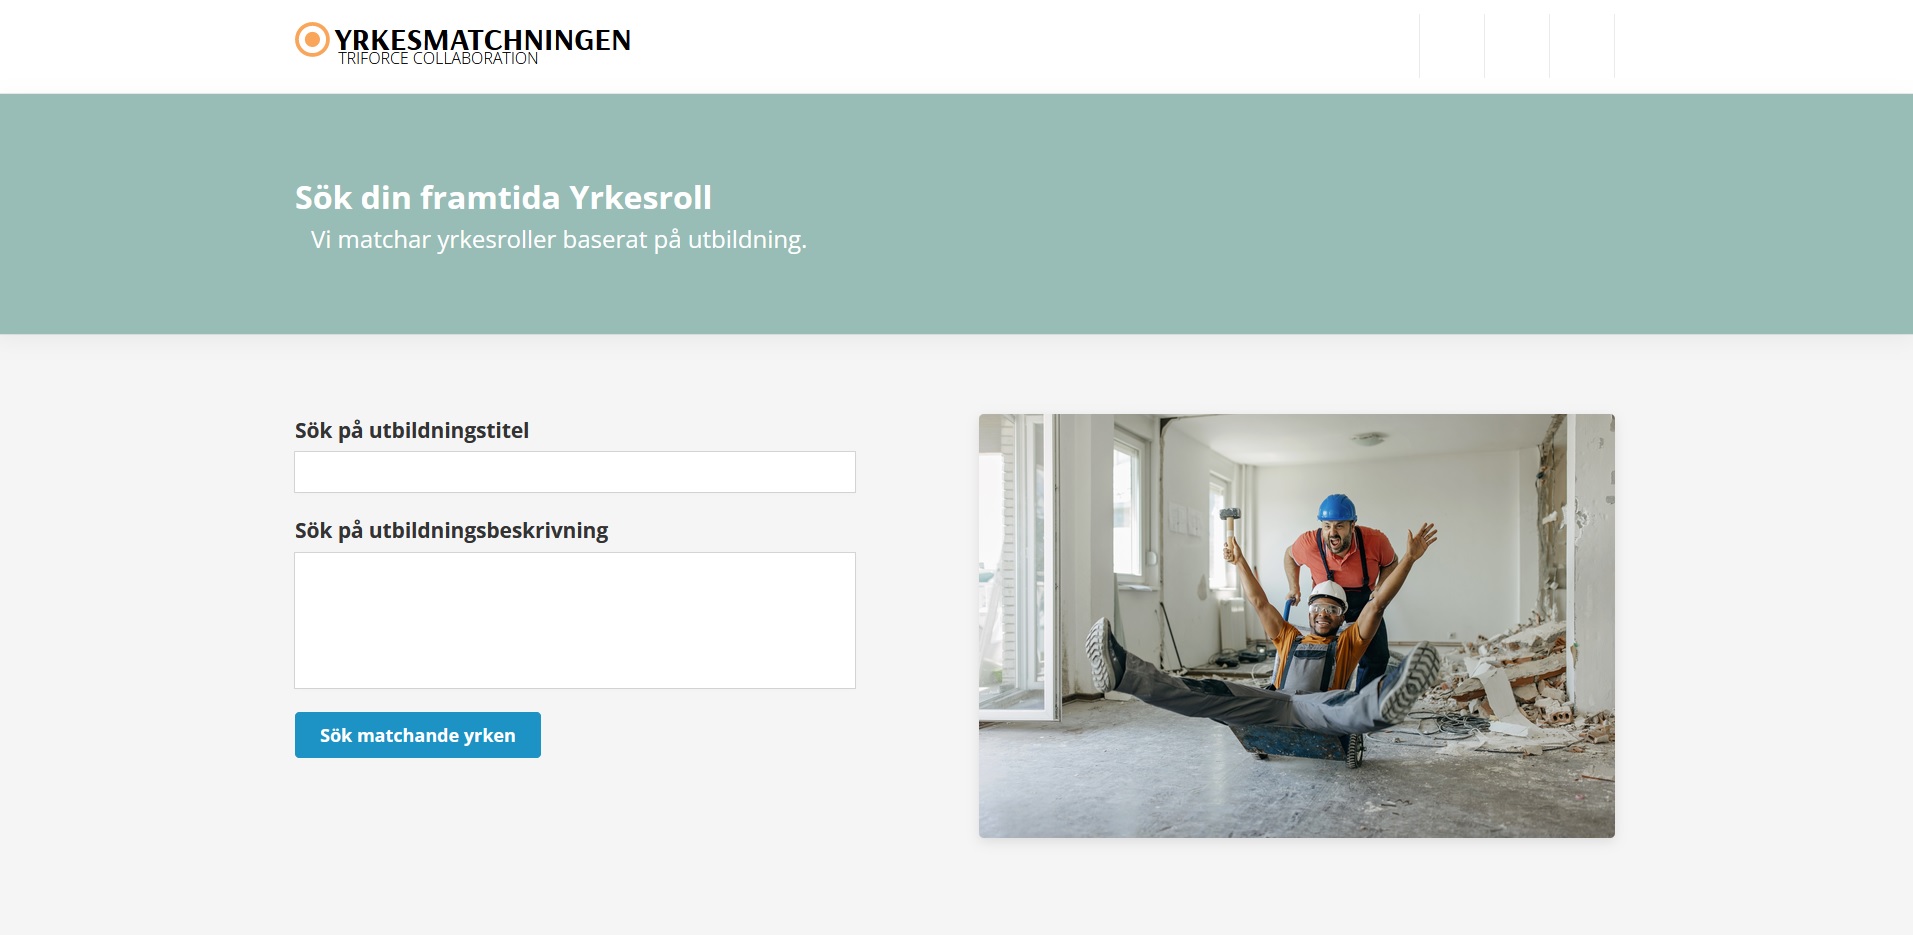 YRKESMATCHNINGEN
TRIFORCE COLLABORATION
Sök din framtida Yrkesroll
Vi matchar yrkesroller baserat på utbildning.
Sök på utbildningstitel
Sök på utbildningsbeskrivning
Sök matchande yrken